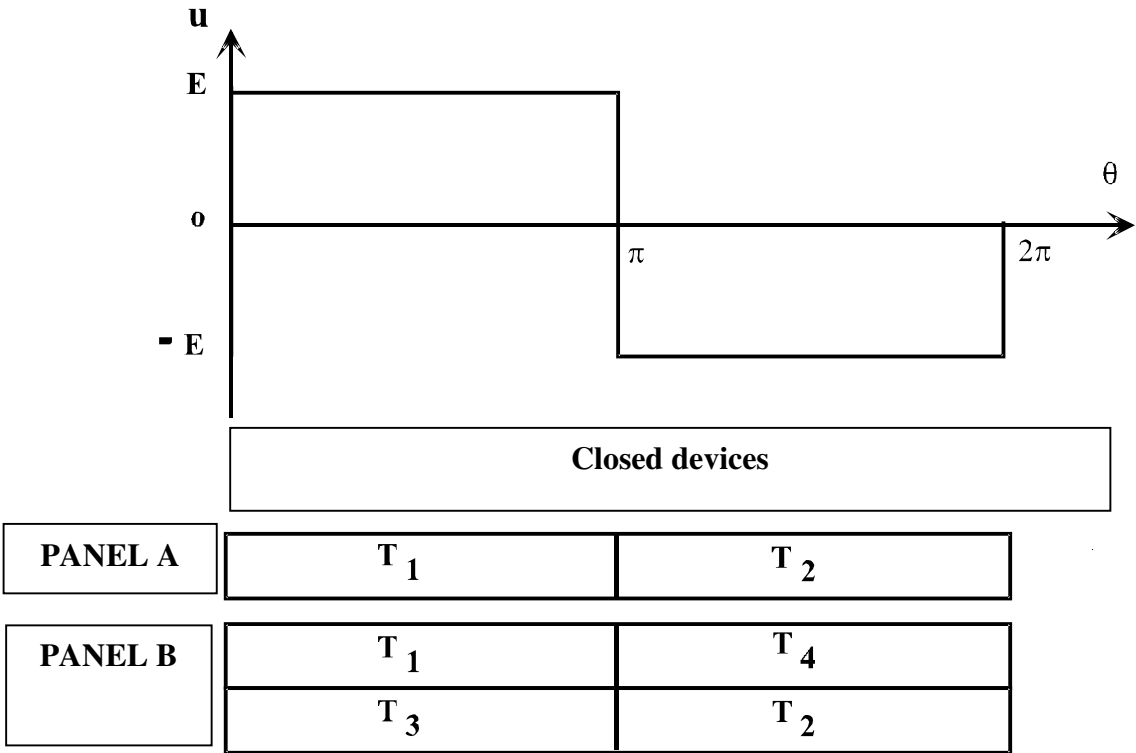 u
E
θ
o
π
2π
- E
Closed devices
PANEL A
T 1
T 2
PANEL B
T 1
T 4
T 3
T 2